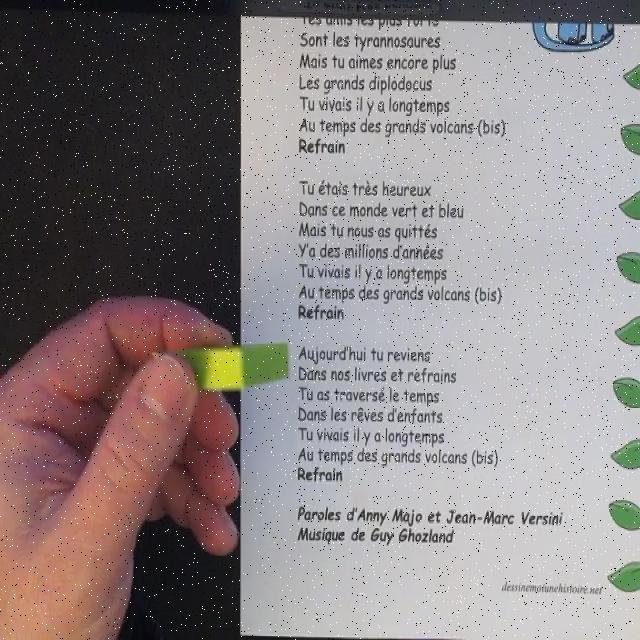 Tes amis les plus forts
Sont les tyrannosaures
Mais tu aimes encore plus
Les grands diplodocus
Tu vivais il y a longtemps
Au temps des grands volcans (bis)
Refrain
Tu étais très heureux
Dans ce monde vert et bleu
Mais tu nous as quittés
Y'a des millions d'années
Tu vivais il y a longtemps
Au temps des grands volcans (bis)
Refrain
Aujourd'hui tu reviens
Dans nos livres et refrains
Tu as traversé le temps
Dans les rêves d'enfants
Tu vivais il y a longtemps
Au temps des grands volcans (bis)
Refrain
Paroles d'Anny Majo et Jean-Marc Versini
Musique de Guy Ghozland
dessinemoiunehistoire.net